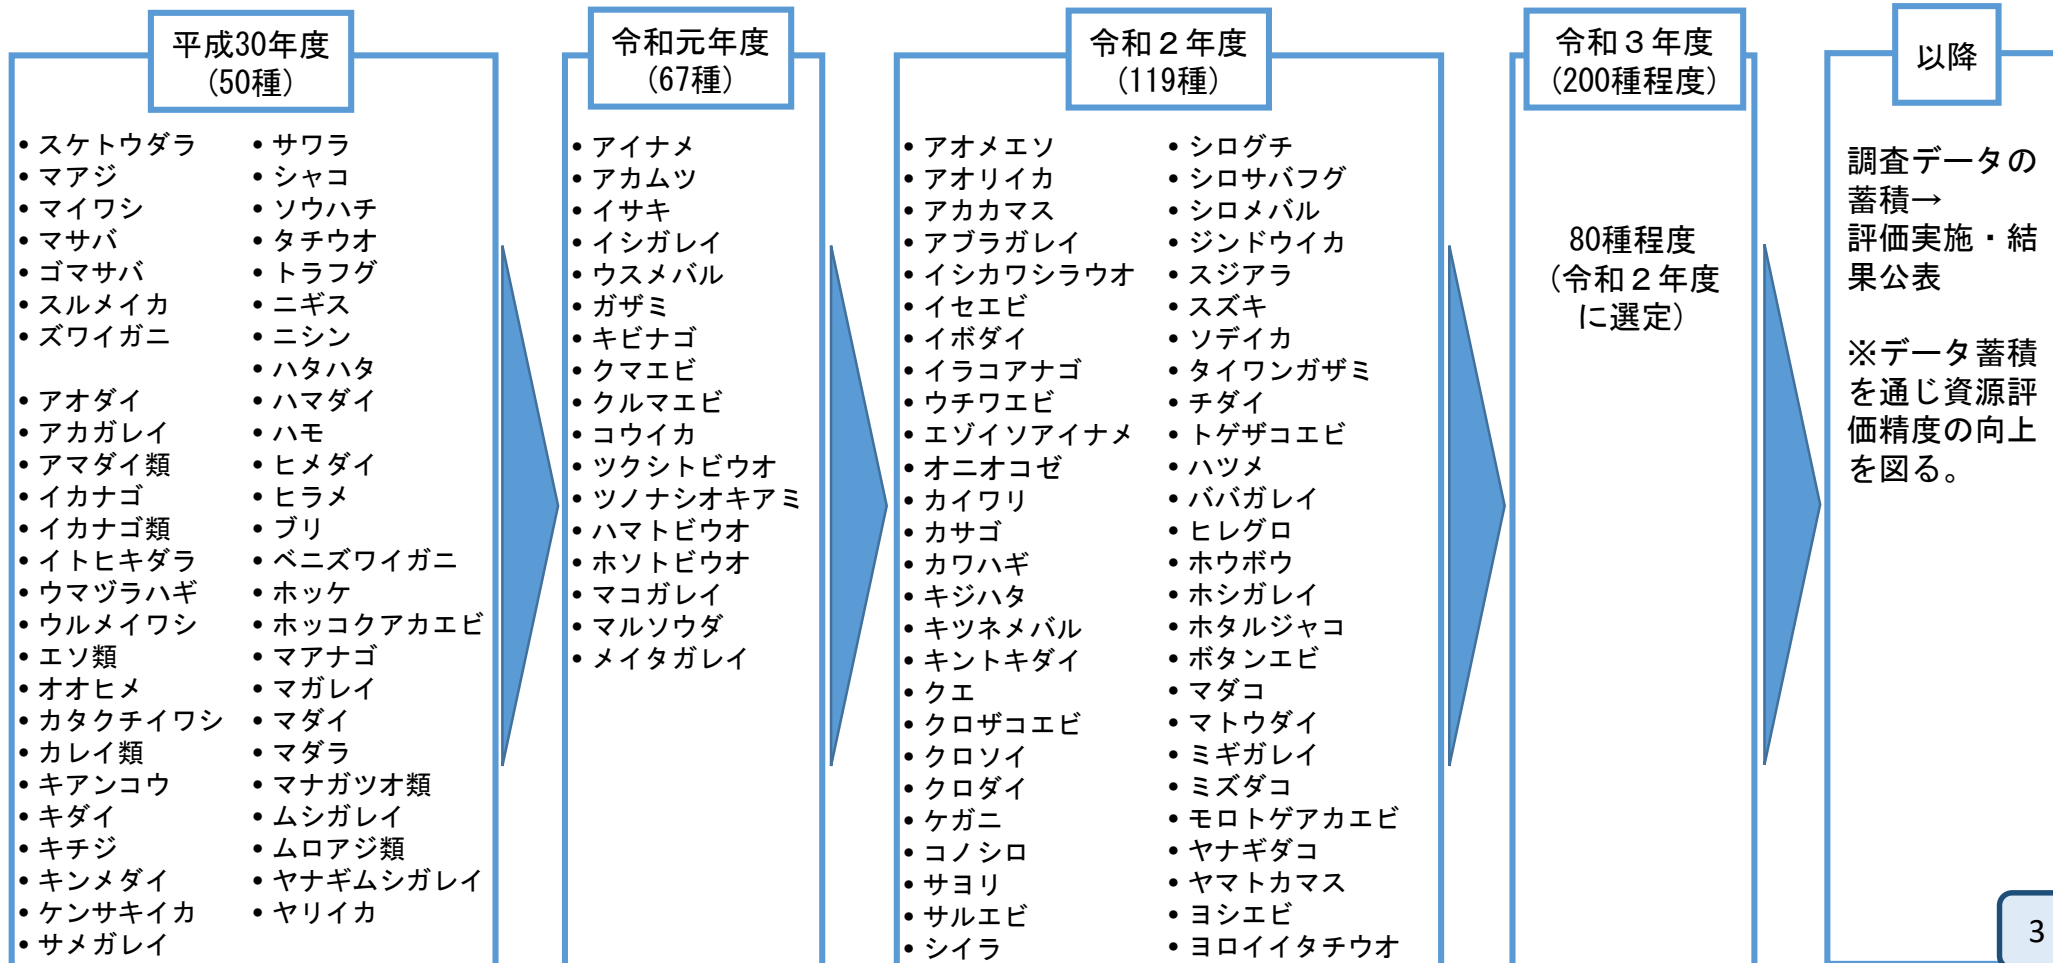 平成30年度
(50種)
・スケトウダラ
・マアジ
・マイワシ
・マサバ
・ゴマサバ
・スルメイカ
・ズワイガニ
・アオダイ
・アカガレイ
・アマダイ類
・イカナゴ
・イカナゴ類
・イトヒキダラ
・ウマヅラハギ
・ウルメイワシ
・エソ類
・オオヒメ
・カタクチイワシ
・カレイ類
・キアンコウ
・キダイ
・キチジ
・キンメダイ
・ケンサキイカ
・サメガレイ
・サワラ
・シャコ
・ソウハチ
・タチウオ
・トラフグ
・ニギス
・ニシン
・ハタハタ
・ハマダイ
・ハモ
・ヒメダイ
・ヒラメ
・ブリ
・ベニズワイガニ
・ホッケ
・ホッコクアカエビ
・マアナゴ
・マガレイ
・マダイ
・マダラ
・マナガツオ類
・ムシガレイ
・ムロアジ類
・ヤナギムシガレイ
・ヤリイカ
令和元年度
(67種)
・アイナメ
・アカムツ
・イサキ
・イシガレイ
・ウスメバル
・ガザミ
・キビナゴ
・クマエビ
・クルマエビ
・コウイカ
・ツクシトビウオ
・ツノナシオキアミ
・ハマトビウオ
・ホソトビウオ
・マコガレイ
・マルソウダ
・メイタガレイ
令和２年度
(119種)
・アオメエソ
・アオリイカ
・アカカマス
・アブラガレイ
・イシカワシラウオ
・イセエビ
・イボダイ
・イラコアナゴ
・ウチワエビ
・エゾイソアイナメ
・オニオコゼ
・カイワリ
・カサゴ
・カワハギ
・キジハタ
・キツネメバル
・キントキダイ
・クエ
・クロザコエビ
・クロソイ
・クロダイ
・ケガニ
・コノシロ
・サヨリ
・サルエビ
・シイラ
・シログチ
・シロサバフグ
・シロメバル
・ジンドウイカ
・スジアラ
・スズキ
・ソデイカ
・タイワンガザミ
・チダイ
・トゲザコエビ
・ハツメ
・ババガレイ
・ヒレグロ
・ホウボウ
・ホシガレイ
・ホタルジャコ
・ボタンエビ
・マダコ
・マトウダイ
・ミギガレイ
・ミズダコ
・モロトゲアカエビ
・ヤナギダコ
・ヤマトカマス
・ヨシエビ
・ヨロイイタチウオ
令和３年度
(200種程度)
80種程度
(令和２年度
に選定)
以降
調査データの
蓄積→
評価実施・結
果公表
※データ蓄積
を通じ資源評
価精度の向上
を図る。
3